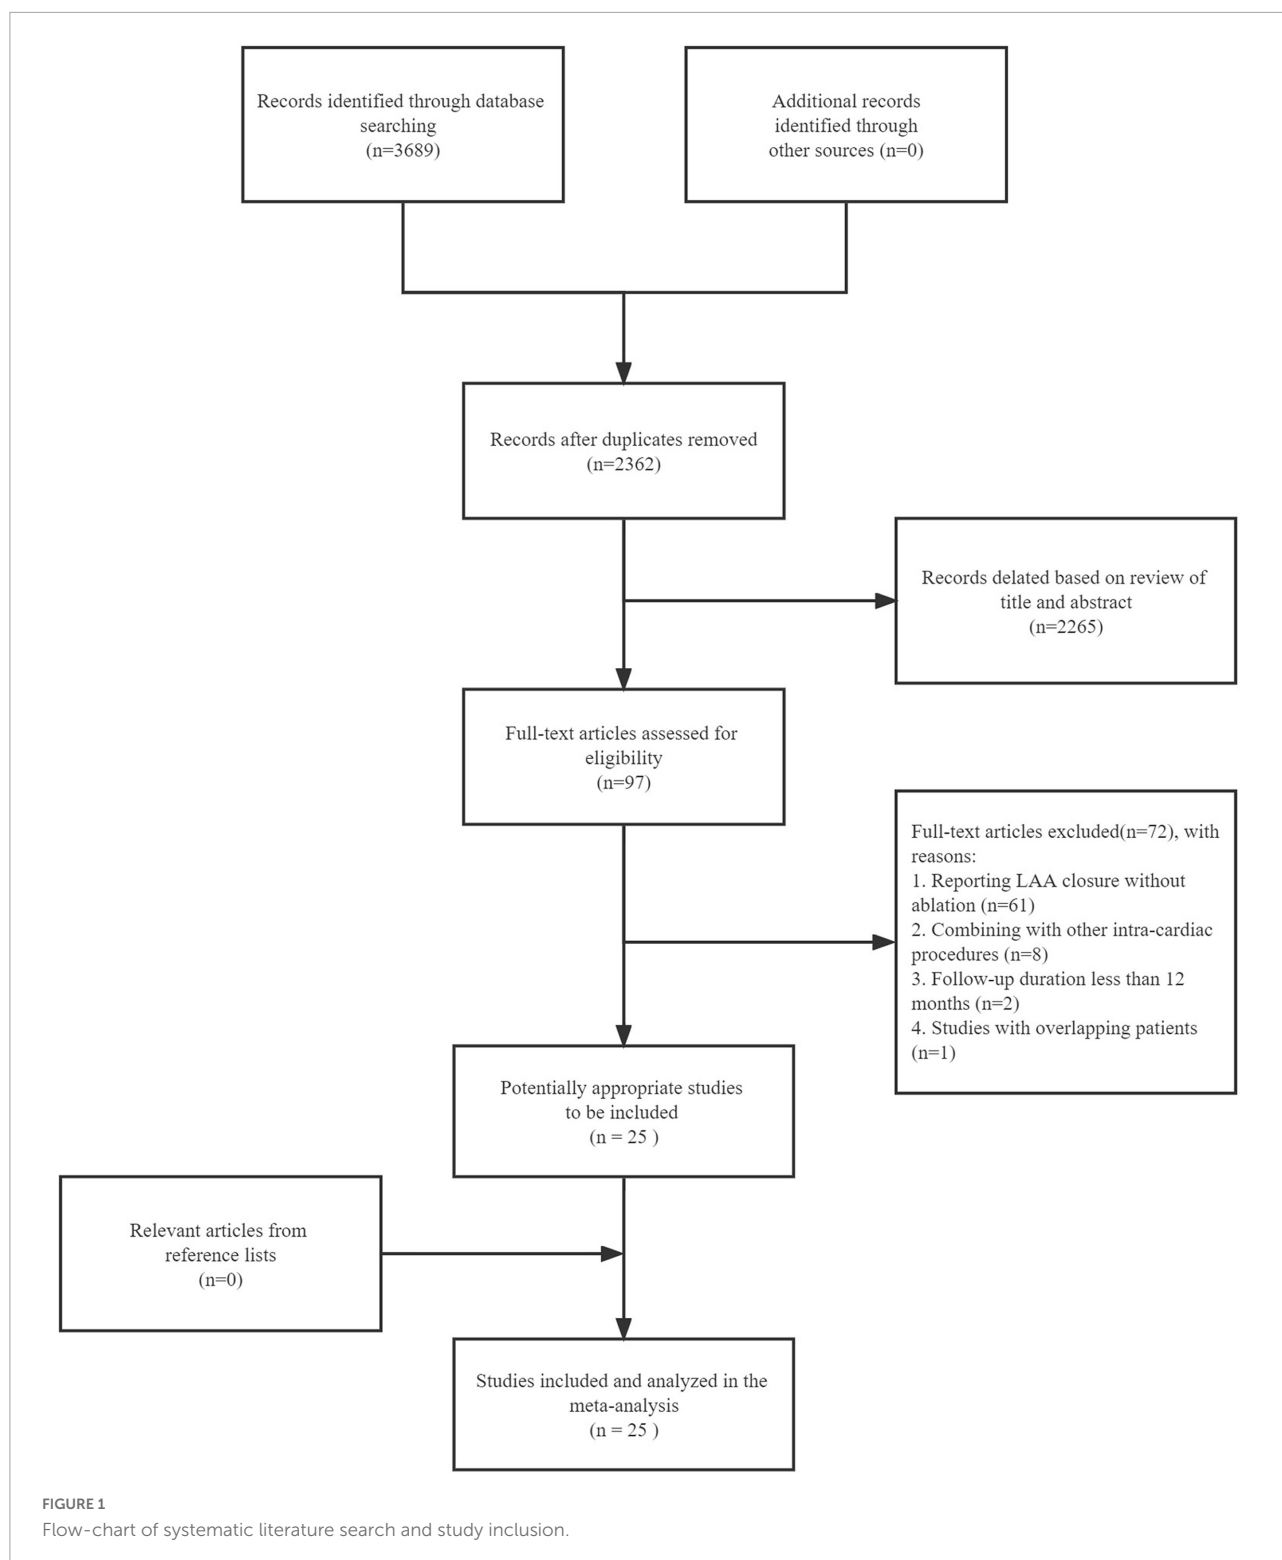 Records identified through database
searching
(n=3689)
Additional records
identified through
other sources (n=0)
Records after duplicates removed
(n=2362)
Records delated based on review of
title and abstract
(n=2265)
Full-text articles assessed for
eligibility
(n=97)
Full-text articles excluded(n=72), with
reasons:
1. Reporting LAA closure without
ablation (n=61)
2. Combining with other intra-cardiac
procedures (n=8)
3. Follow-up duration less than 12
months (n=2)
4. Studies with overlapping patients
(n=1)
Potentially appropriate studies
to be included
(n = 25 )
Relevant articles from
reference lists
(n=0)
Studies included and analyzed in the
meta-analysis
(n = 25 )
FIGURE 1
Flow-chart of systematic literature search and study inclusion.